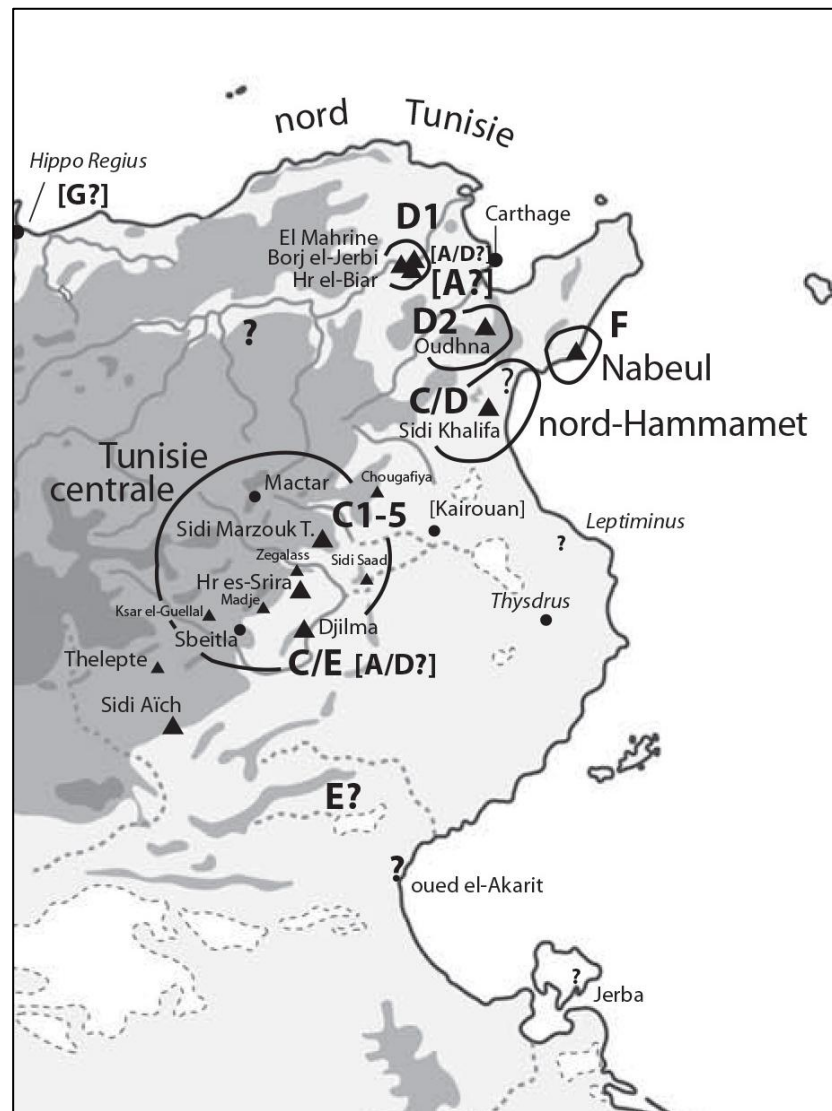 nord Tunisie
Hippo Regius
[G?]
D1
Carthage
El Mahrine
Borj el-Jerbi
Hr el-Biar
[A/D?]
[A?]
D2
Oudhna
F
Nabeul
?
?
C/D
Sidi Khalifa
nord-Hammamet
Tunisie
centrale
Mactar
Chougafiya
C1-5
[Kairouan]
Sidi Marzouk T.
Leptiminus
?
Zegalass
Sidi Saad
Hr es-Srira
Madje
Ksar el-Guellal
Thysdrus
Sbeitla
Djilma
Thelepte
C/E [A/D?]
Sidi Aïch
E?
?
oued el-Akarit
?
Jerba